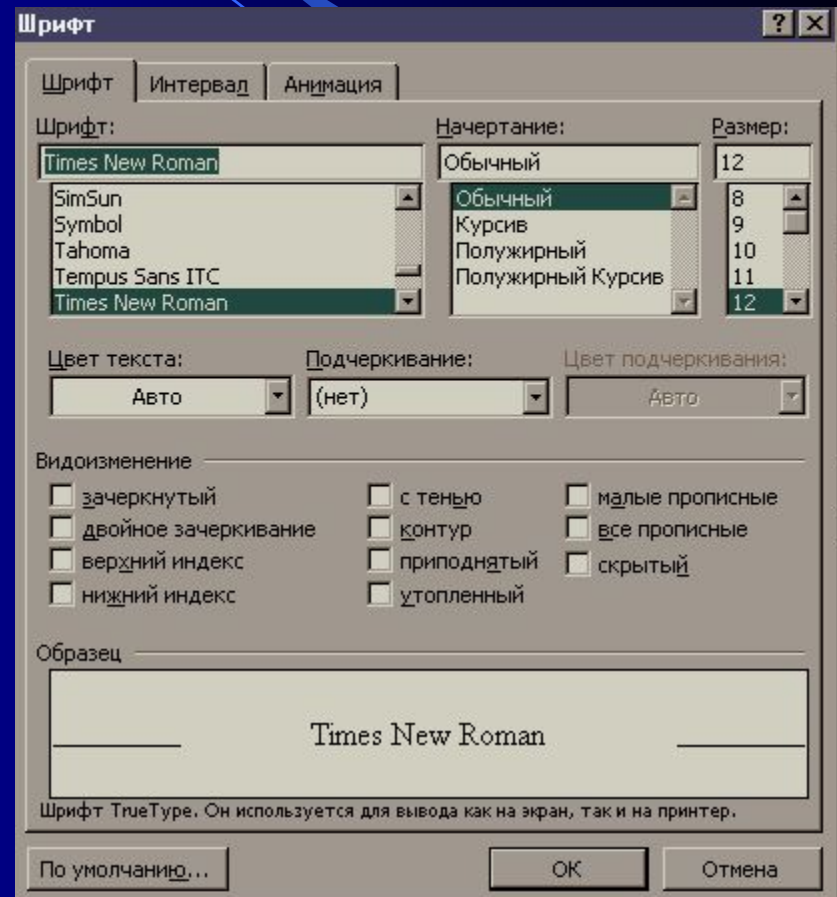 Шрифт
Шрифт Интервал Анимация
Шрифт: Начертание: Размер:
Times New Roman Обычный 12
SimSun Обычный 8
Symbol Курсив 9
Tahoma Полужирный 10
Tempus Sans ITC Полужирный Курсив 11
Times New Roman 12
Цвет текста: Подчеркивание: Цвет подчеркивания:
Авто (нет) Авто
Видоизменение
зачеркнутый с тенью малые прописные
двойное зачеркивание контур все прописные
верхний индекс приподнятый скрытый
нижний индекс утопленный
Образец
Times New Roman
Шрифт TrueType. Он используется для вывода как на экран, так и на принтер.
По умолчанию... ОК Отмена